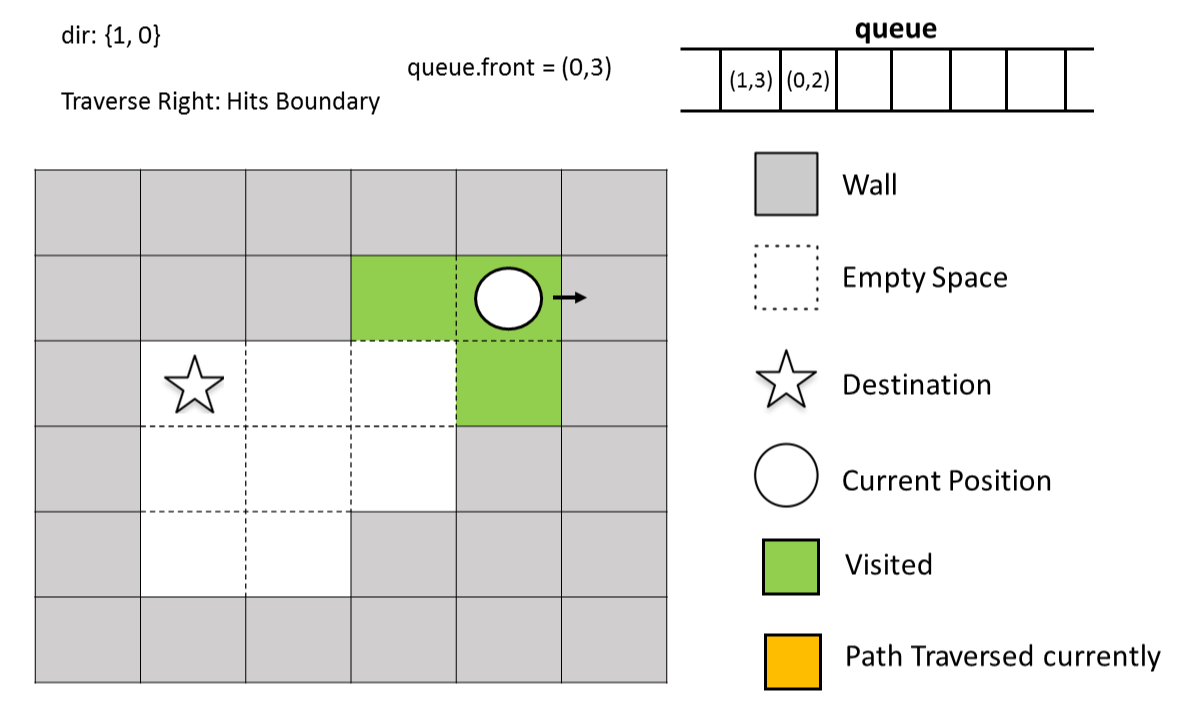 dir: {1, 0}
queue.front = (0,3)
Traverse Right: Hits Boundary
queue
(1,3) (0,2)
Wall
Empty Space
Destination
Current Position
Visited
Path Traversed currently